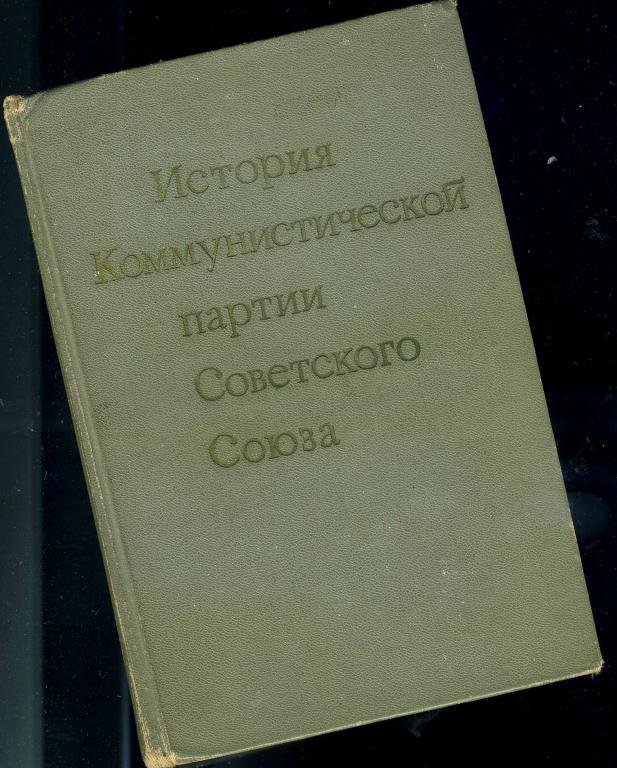 История
Коммунистической
партии
Советского
Союза